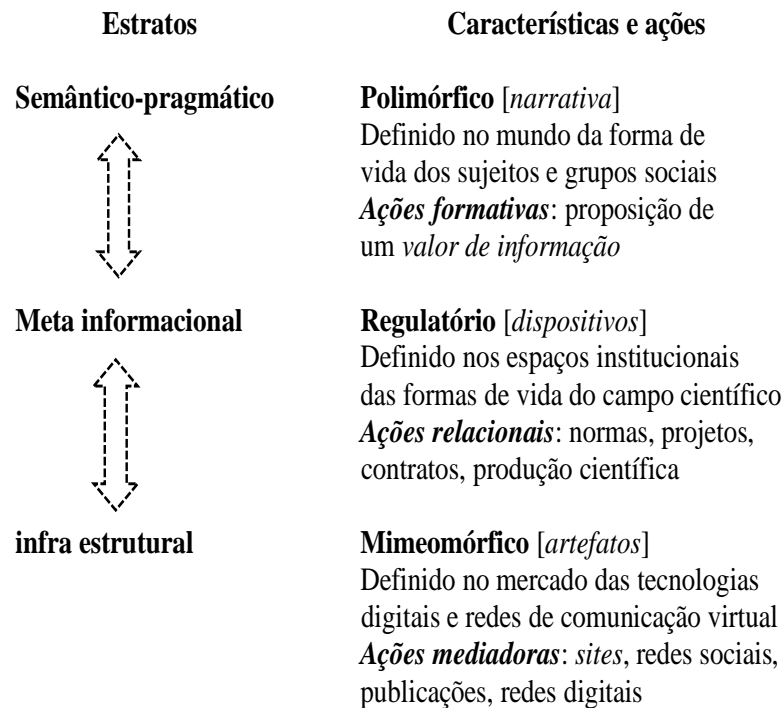 Estratos Características e ações
Semântico-pragmático Polimórfico [narrativa]
Definido no mundo da forma de
vida dos sujeitos e grupos sociais
Ações formativas: proposição de
um valor de informação
Meta informacional Regulatório [dispositivos]
Definido nos espaços institucionais
das formas de vida do campo científico
Ações relacionais: normas, projetos,
contratos, produção científica
infra estrutural Mimeomórfico [artefatos]
Definido no mercado das tecnologias
digitais e redes de comunicação virtual
Ações mediadoras: sites, redes sociais,
publicações, redes digitais